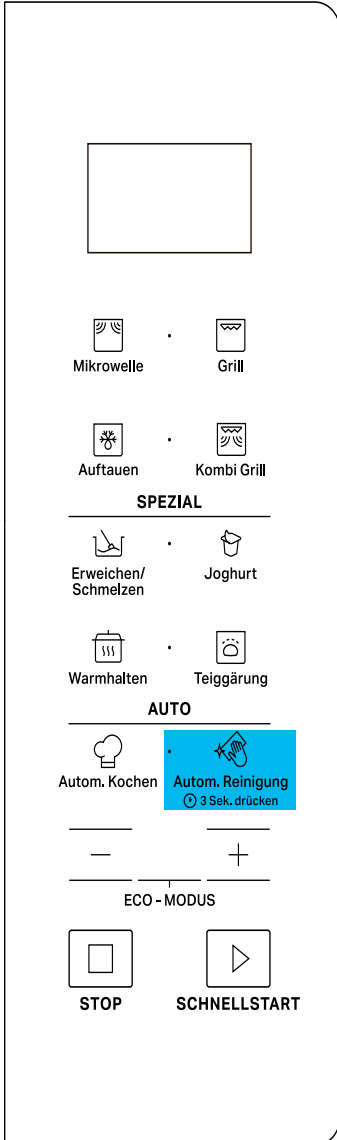 Mikrowelle
Grill
Auftauen
Kombi Grill
SPEZIAL
Erweichen/
Schmelzen
Joghurt
Warmhalten
Teiggärung
AUTO
Autom. Kochen
Autom. Reinigung
3 Sek. drücken
− +
ECO - MODUS
STOP
SCHNELLSTART